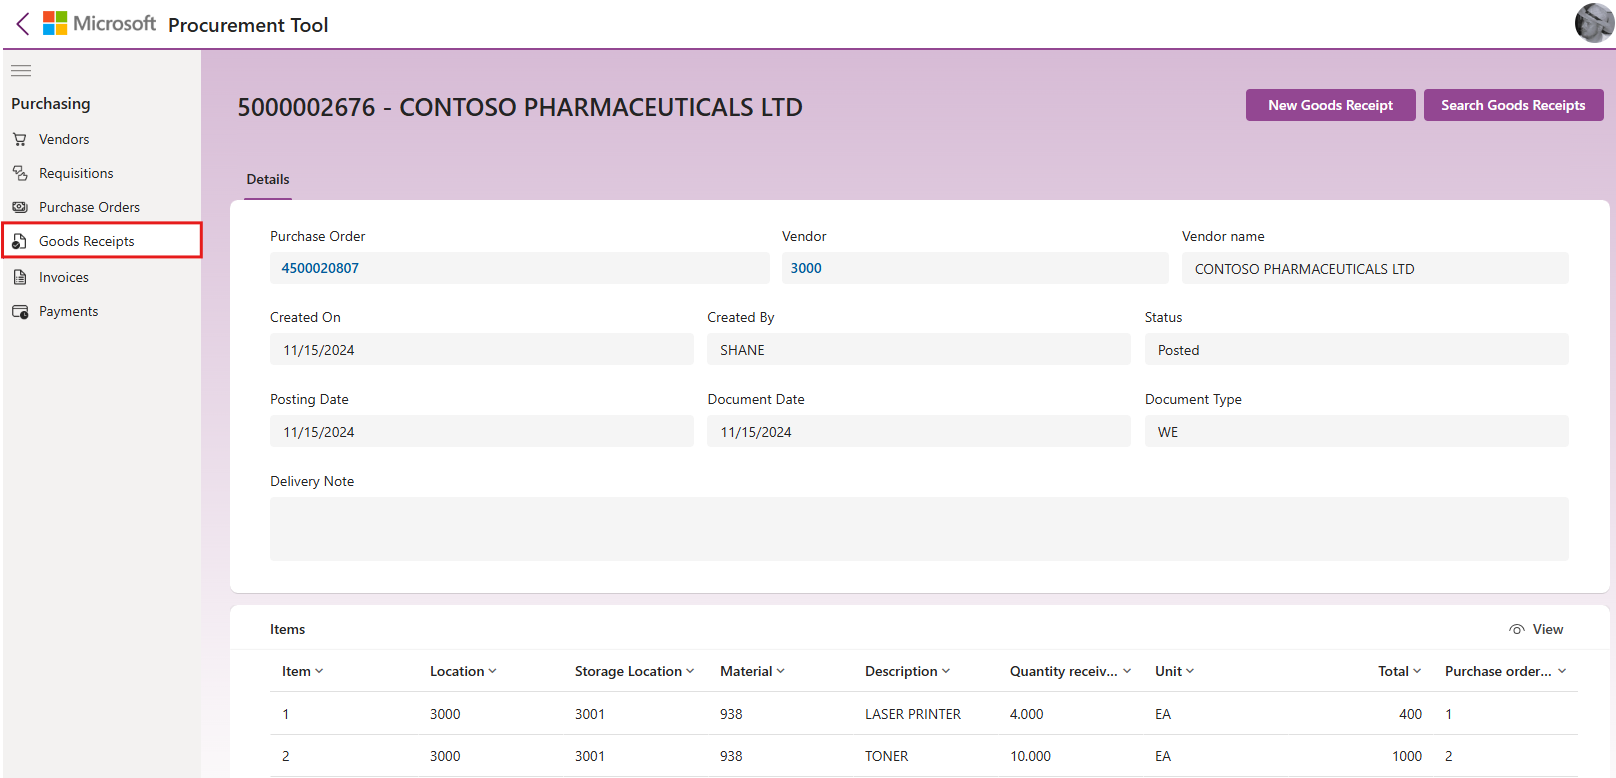 Microsoft Procurement Tool
Purchasing
Vendors
Requisitions
Purchase Orders
Goods Receipts
Invoices
Payments
5000002676 - CONTOSO PHARMACEUTICALS LTD
New Goods Receipt Search Goods Receipts
Details
Purchase Order Vendor Vendor name
4500020807 3000 CONTOSO PHARMACEUTICALS LTD
Created On Created By Status
11/15/2024 SHANE Posted
Posting Date Document Date Document Type
11/15/2024 11/15/2024 WE
Delivery Note
Items View
Item Location Storage Location Material Description Quantity receiv... Unit Total Purchase order...
1 3000 3001 938 LASER PRINTER 4.000 EA 400 1
2 3000 3001 938 TONER 10.000 EA 1000 2